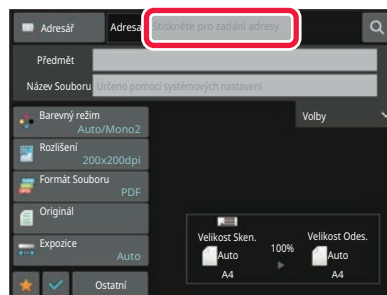 Adresář
Adresa
Stiskněte pro zadání adresy
Předmět
Název Souboru
Určeno pomocí systémových nastavení
Barevný režim
Auto/Mono2
Volby
Rozlišení
200x200dpi
Formát Souboru
PDF
Originál
Expozice
Auto
Velikost Sken.
Auto
A4
100%
Velikost Odes.
Auto
A4
Ostatní